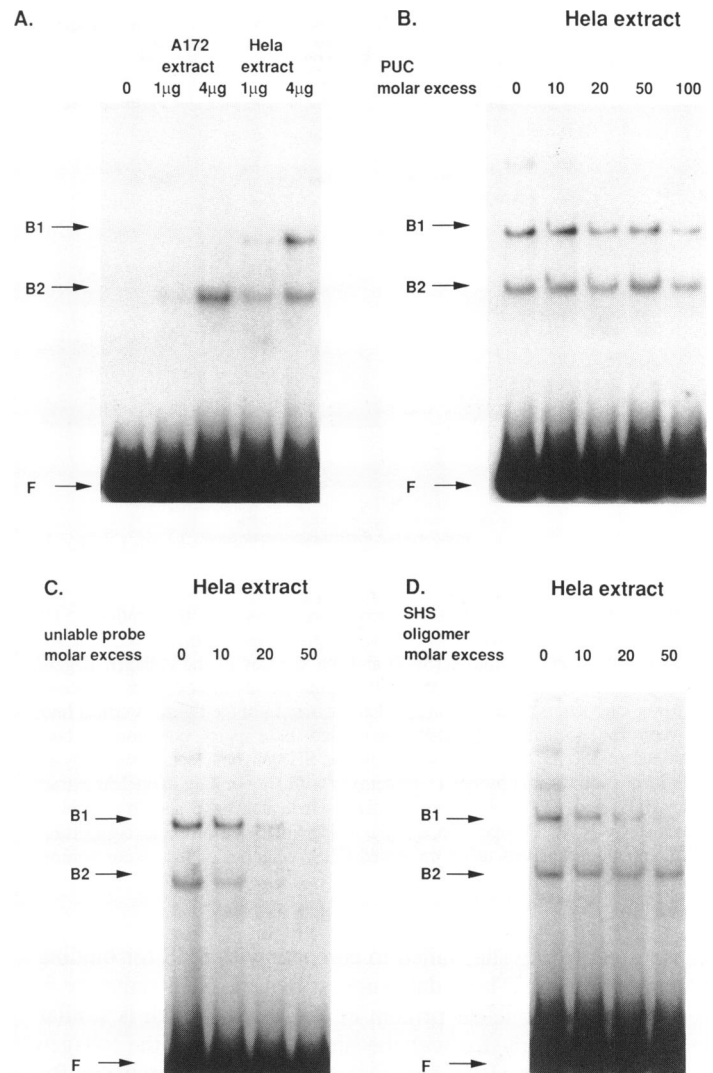 A.
A172 Hela
extract extract
0 1μg 4μg 1μg 4μg
B1
B2
F
B.
Hela extract
PUC
molar excess 0 10 20 50 100
B1
B2
F
C.
Hela extract
unlable probe
molar excess 0 10 20 50
B1
B2
F
D.
Hela extract
SHS
oligomer
molar excess 0 10 20 50
B1
B2
F